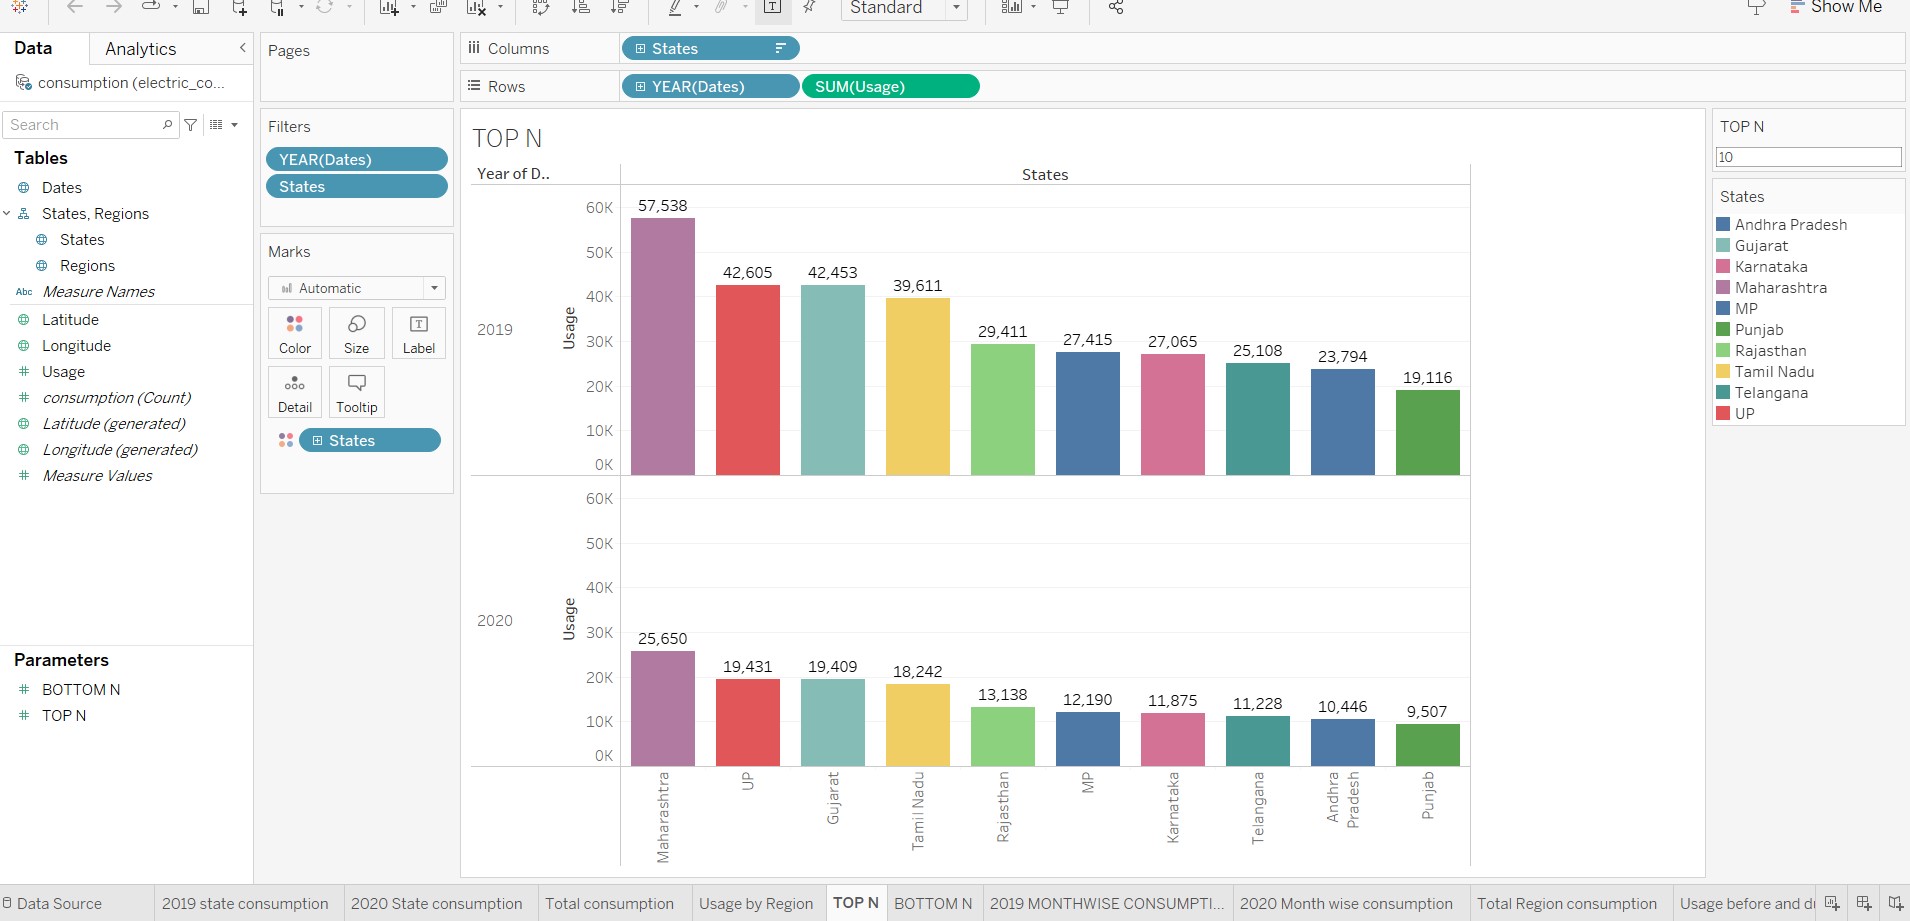 Standard
Show Me
Data
Analytics
consumption (electric_co...
Search
Tables
Dates
States, Regions
States
Regions
Abc Measure Names
Latitude
Longitude
Usage
consumption (Count)
Latitude (generated)
Longitude (generated)
Measure Values
Parameters
BOTTOM N
TOP N
Pages
Filters
YEAR(Dates)
States
Marks
Automatic
Color
Size
Label
Detail
Tooltip
States
Columns
States
Rows
YEAR(Dates)
SUM(Usage)
TOP N
Year of D..
States
2019
Usage
60K
50K
40K
30K
20K
10K
0K
57,538
42,605
42,453
39,611
29,411
27,415
27,065
25,108
23,794
19,116
2020
Usage
60K
50K
40K
30K
20K
10K
0K
25,650
19,431
19,409
18,242
13,138
12,190
11,875
11,228
10,446
9,507
Maharashtra
UP
Gujarat
Tamil Nadu
Rajasthan
MP
Karnataka
Telangana
Andhra
Pradesh
Punjab
TOP N
10
States
Andhra Pradesh
Gujarat
Karnataka
Maharashtra
MP
Punjab
Rajasthan
Tamil Nadu
Telangana
UP
Data Source
2019 state consumption
2020 State consumption
Total consumption
Usage by Region
TOP N
BOTTOM N
2019 MONTHWISE CONSUMPTI...
2020 Month wise consumption
Total Region consumption
Usage before and